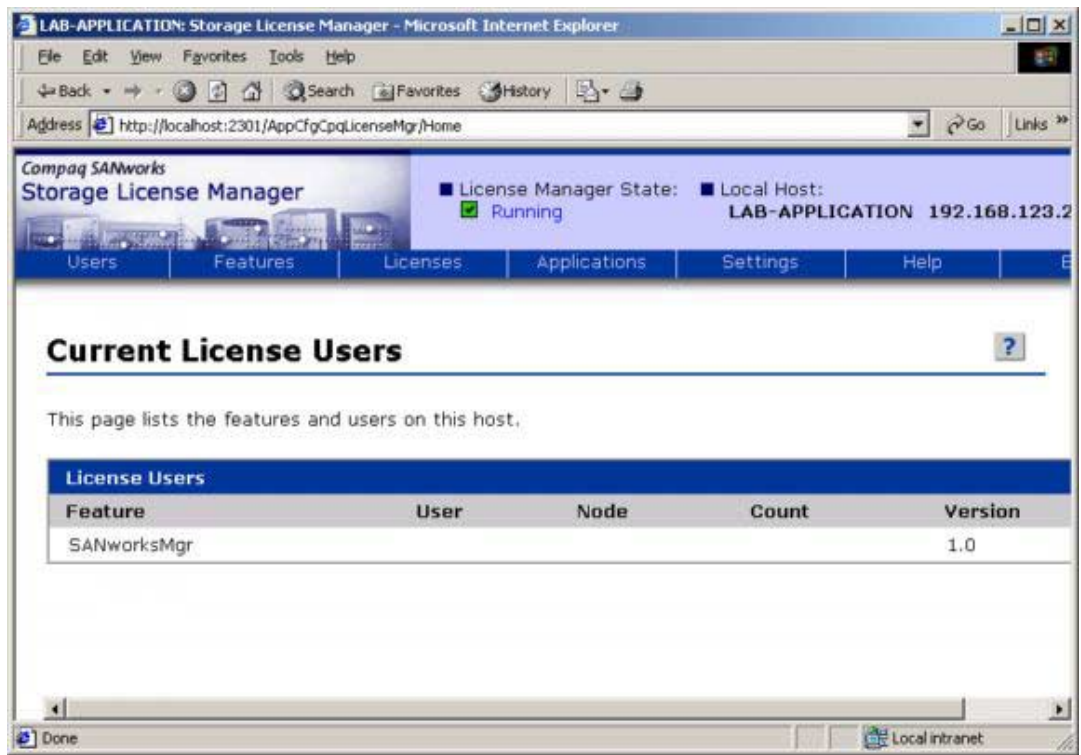 LAB-APPLICATION: Storage License Manager - Microsoft Internet Explorer
File Edit View Favorites Tools Help
Back Search Favorites History
Address http://localhost:2301/AppCfgCpqLicenseMgr/Home Go Links »
Compaq SANworks
Storage License Manager
License Manager State: Local Host:
Running LAB-APPLICATION 192.168.123.2
Users Features Licenses Applications Settings Help E
Current License Users ?
This page lists the features and users on this host.
License Users
Feature User Node Count Version
SANworksMgr 1.0
Done Local intranet